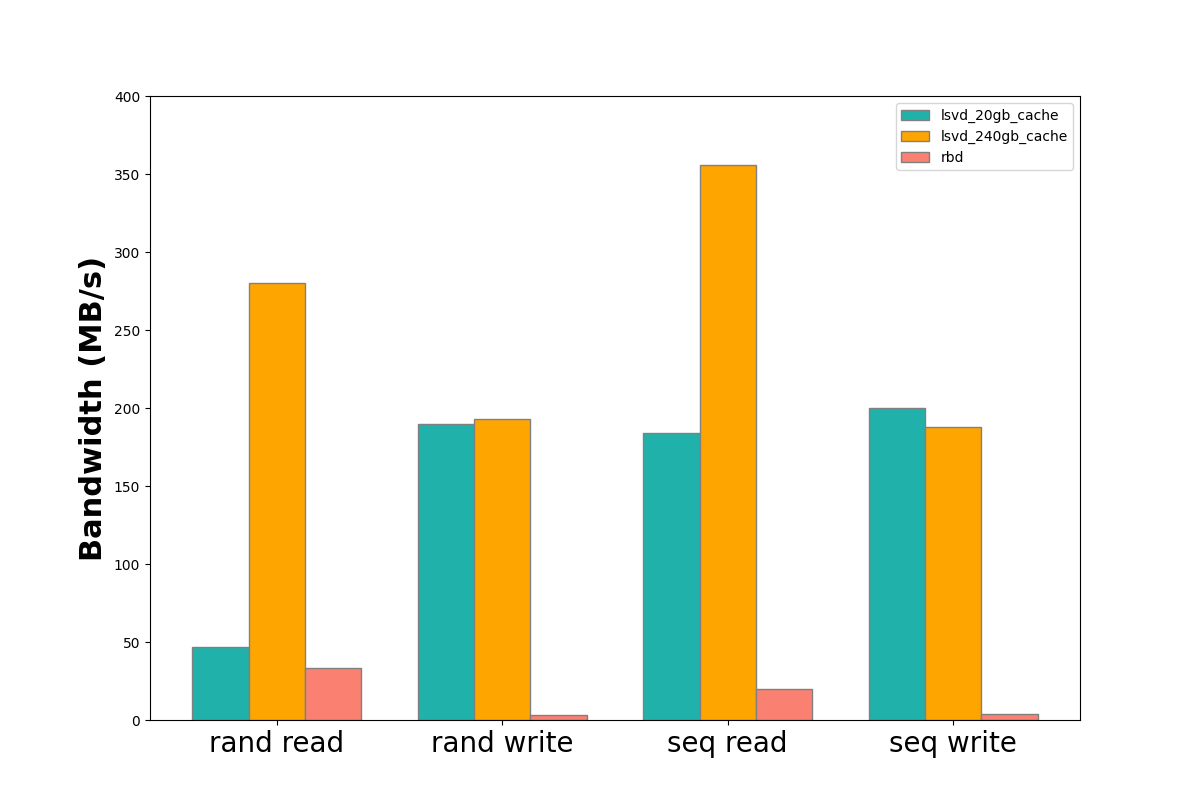 400
350
300
250
200
150
100
50
0
Bandwidth (MB/s)
lsvd_20gb_cache
lsvd_240gb_cache
rbd
rand read
rand write
seq read
seq write